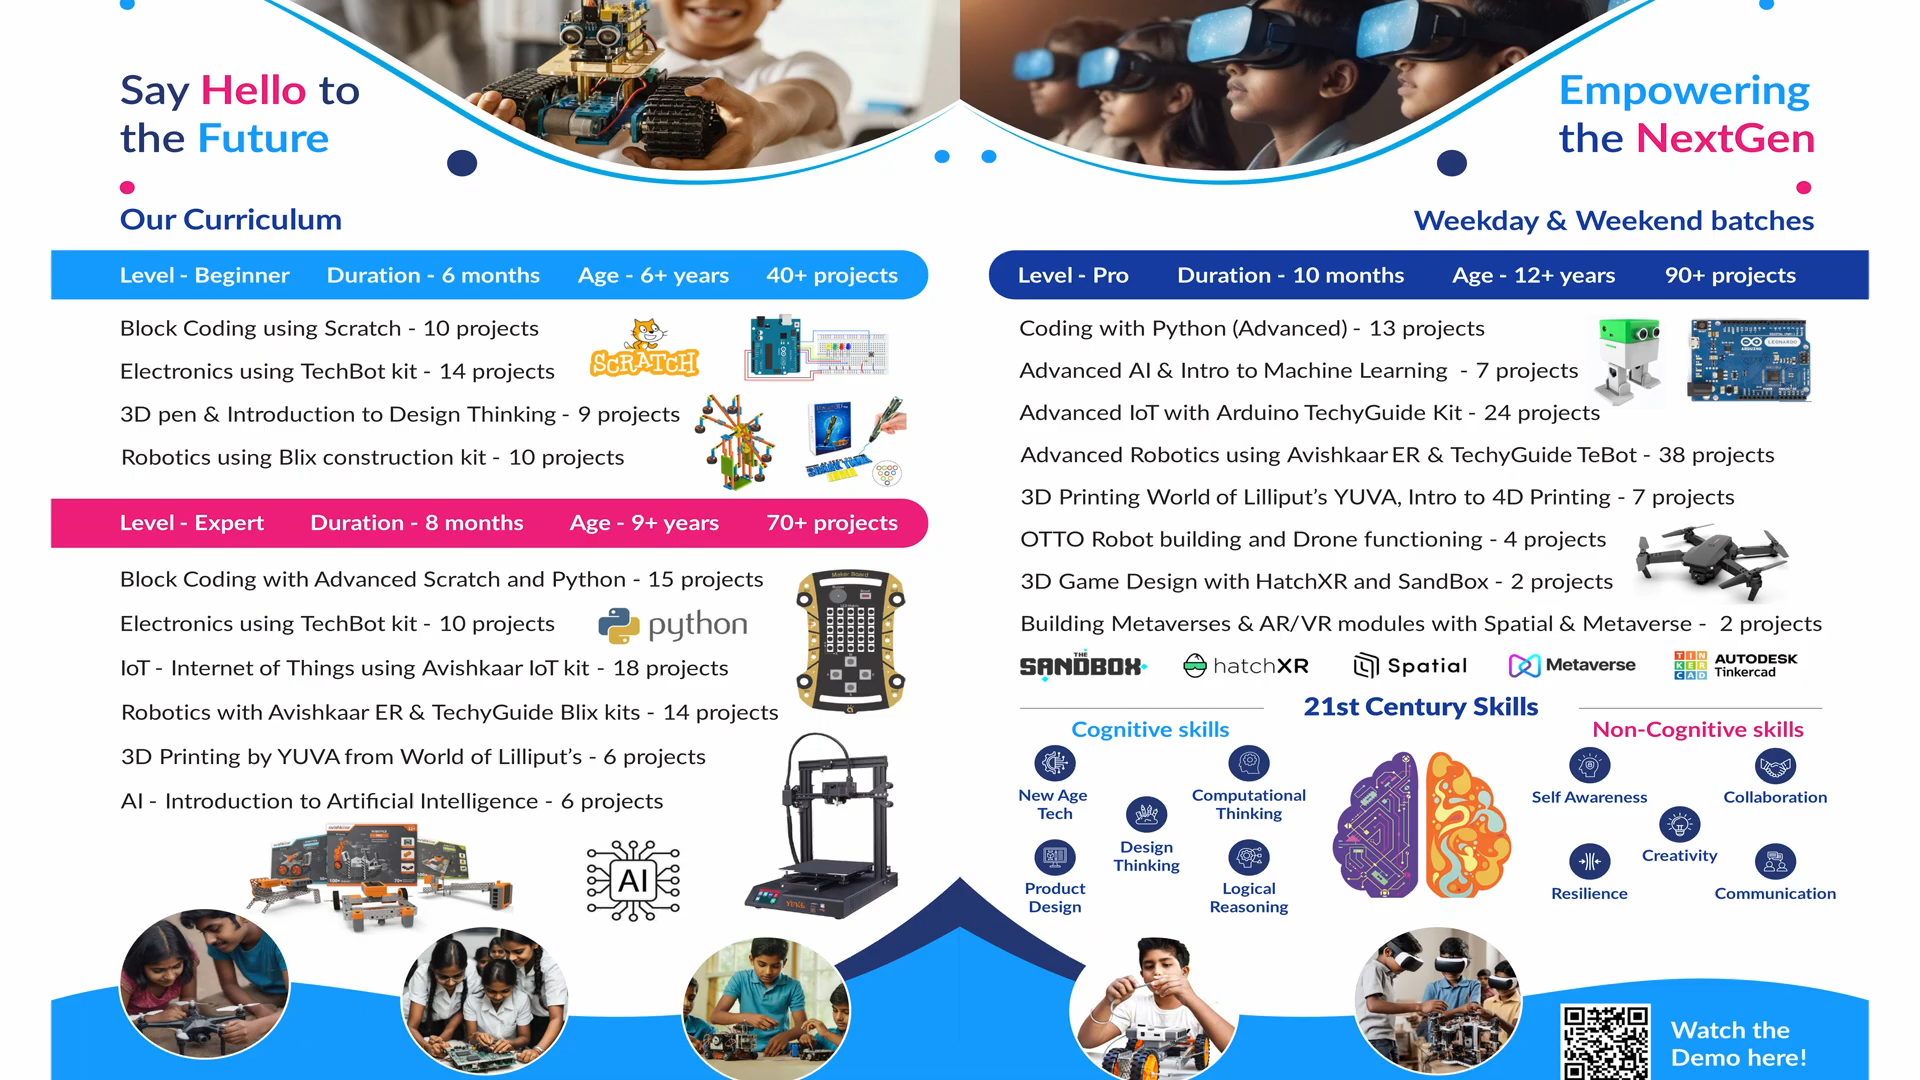 Say Hello to
the Future
Our Curriculum
Level - Beginner Duration - 6 months Age - 6+ years 40+ projects
Block Coding using Scratch - 10 projects
Electronics using TechBot kit - 14 projects
3D pen & Introduction to Design Thinking - 9 projects
Robotics using Blix construction kit - 10 projects
SCRATCH
Level - Expert Duration - 8 months Age - 9+ years 70+ projects
Block Coding with Advanced Scratch and Python - 15 projects
Electronics using TechBot kit - 10 projects
python
IoT - Internet of Things using Avishkaar IoT kit - 18 projects
Robotics with Avishkaar ER & TechyGuide Blix kits - 14 projects
3D Printing by YUVA from World of Lilliput's - 6 projects
AI - Introduction to Artificial Intelligence - 6 projects
Maker Board
AI
Empowering
the NextGen
Weekday & Weekend batches
Level - Pro Duration - 10 months Age - 12+ years 90+ projects
Coding with Python (Advanced) - 13 projects
Advanced AI & Intro to Machine Learning - 7 projects
Advanced IoT with Arduino TechyGuide Kit - 24 projects
Advanced Robotics using Avishkaar ER & TechyGuide TeBot - 38 projects
3D Printing World of Lilliput's YUVA, Intro to 4D Printing - 7 projects
OTTO Robot building and Drone functioning - 4 projects
3D Game Design with HatchXR and SandBox - 2 projects
Building Metaverses & AR/VR modules with Spatial & Metaverse - 2 projects
ARDUINO
LEONARDO
THE
SANDBOX
hatchXR
Spatial
Metaverse
TIN
KER
CAD
AUTODESK
Tinkercad
21st Century Skills
Cognitive skills
New Age
Tech
Computational
Thinking
Design
Thinking
Product
Design
Logical
Reasoning
Non-Cognitive skills
Self Awareness
Collaboration
Creativity
Resilience
Communication
Watch the
Demo here!